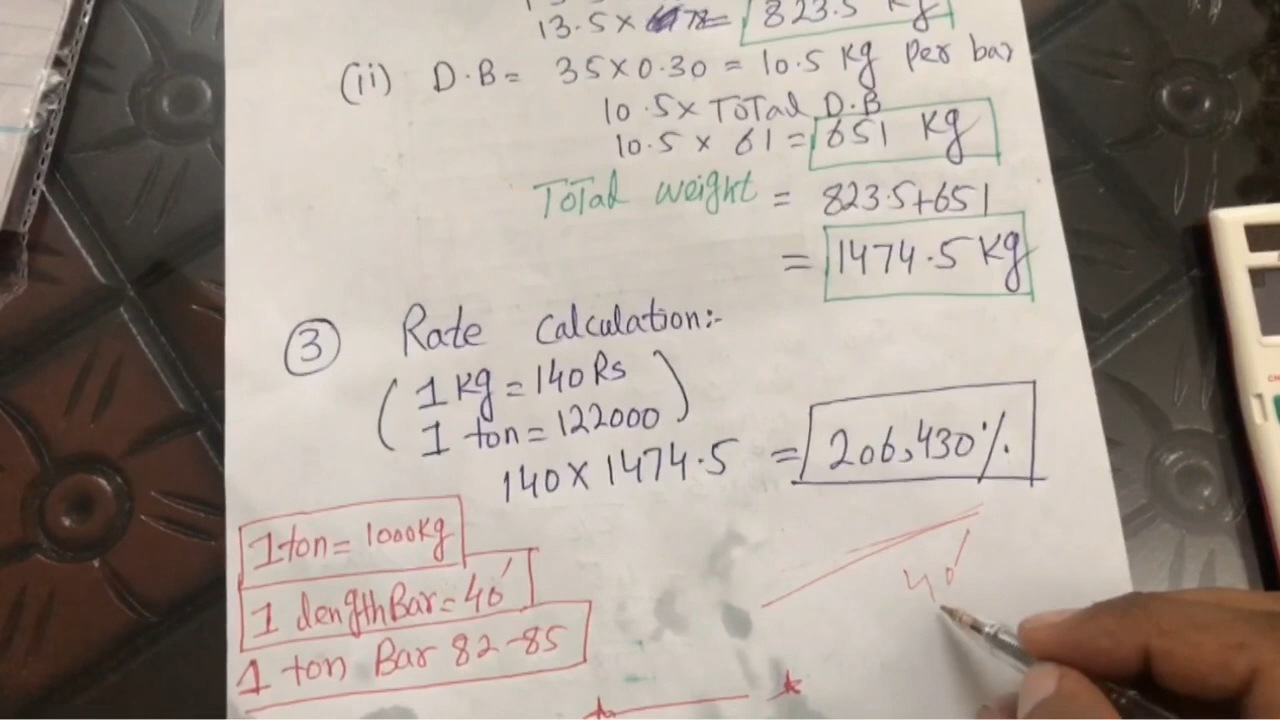 13.5 x = 823.5 Kg
(ii) D.B = 35 x 0.30 = 10.5 Kg Per bar
10.5 x Total D.B
10.5 x 61 = 651 Kg
Total weight = 823.5+651
= 1474.5 Kg
3 Rate Calculation:-
(1 Kg = 140 Rs
1 ton = 122000)
140 x 1474.5 = 206,430/.
1 ton = 1000Kg
1 length Bar = 40'
1 ton Bar 82-85
40'